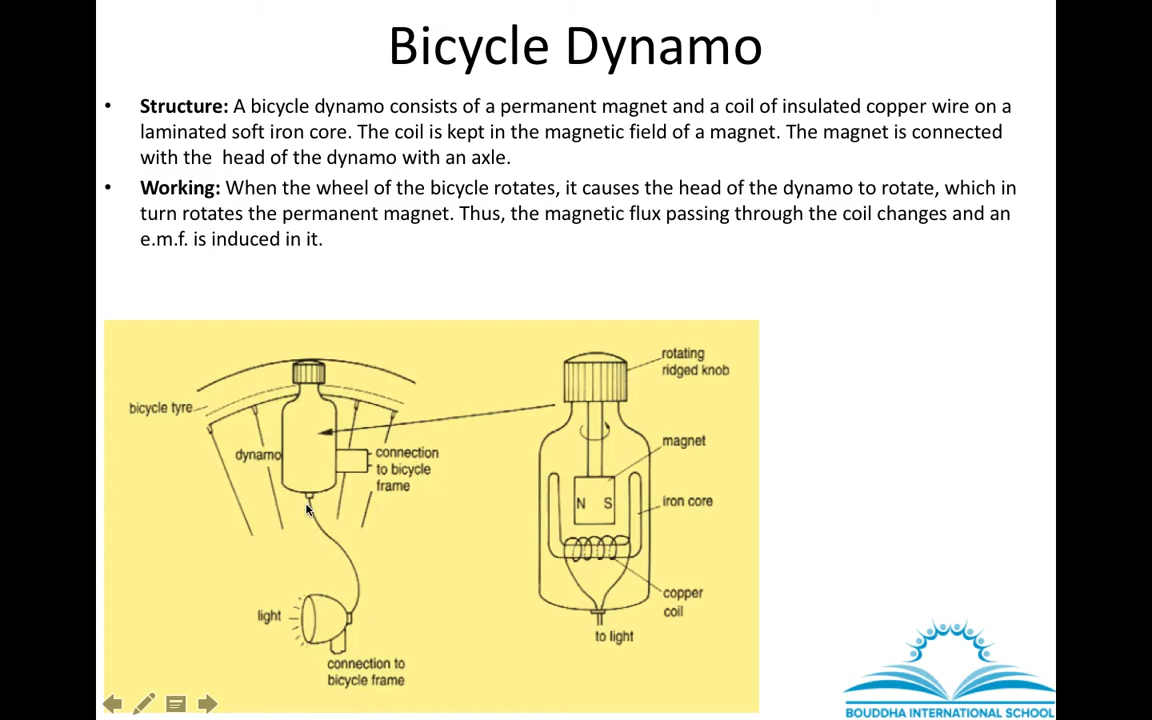 Bicycle Dynamo
• Structure: A bicycle dynamo consists of a permanent magnet and a coil of insulated copper wire on a
laminated soft iron core. The coil is kept in the magnetic field of a magnet. The magnet is connected
with the head of the dynamo with an axle.
• Working: When the wheel of the bicycle rotates, it causes the head of the dynamo to rotate, which in
turn rotates the permanent magnet. Thus, the magnetic flux passing through the coil changes and an
e.m.f. is induced in it.
bicycle tyre
dynamo
connection
to bicycle
frame
light
connection to
bicycle frame
rotating
ridged knob
magnet
N S
iron core
copper
coil
to light
BOUDDHA INTERNATIONAL SCHOOL